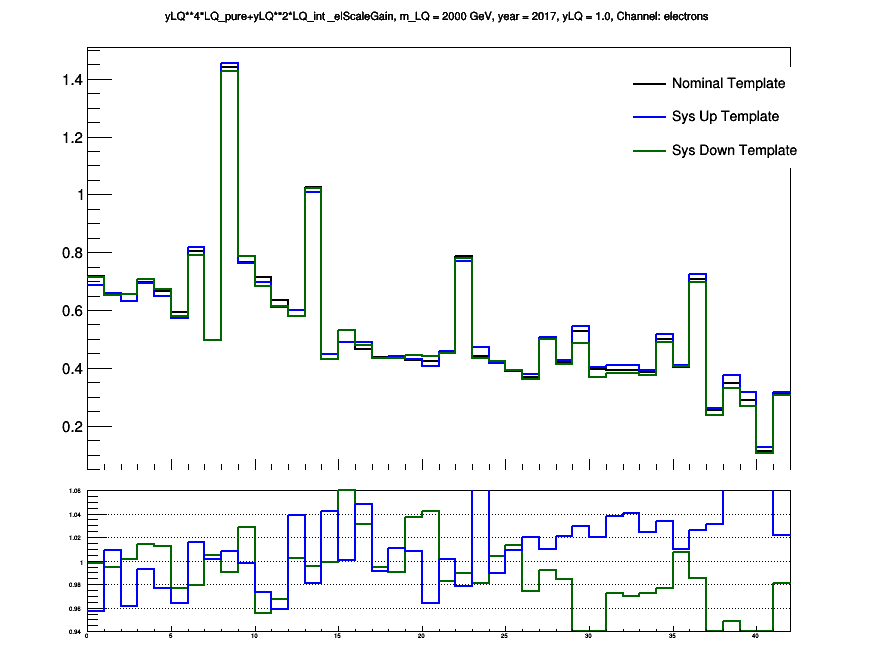 yLQ**4*LQ_pure+yLQ**2*LQ_int_elScaleGain, m_LQ = 2000 GeV, year = 2017, yLQ = 1.0, Channel: electrons
1.4
1.2
1
0.8
0.6
0.4
0.2
Nominal Template
Sys Up Template
Sys Down Template
1.06
1.04
1.02
1
0.98
0.96
0.94
0 5 10 15 20 25 30 35 40